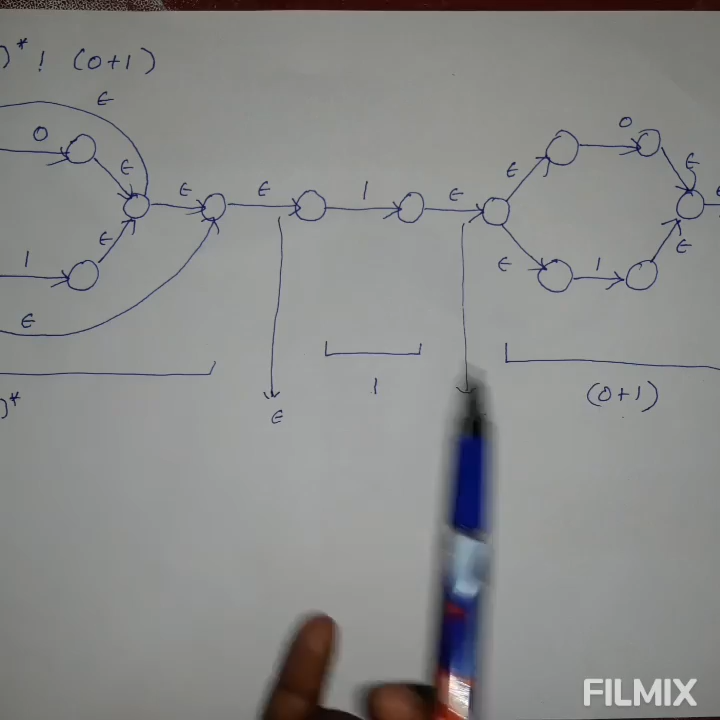 )* ! (0+1)
ϵ
0
ϵ
ϵ ϵ 1 ϵ
ϵ
1
ϵ
ϵ 0 ϵ
ϵ 1 ϵ
)*
ϵ
1
(0+1)
FILMIX